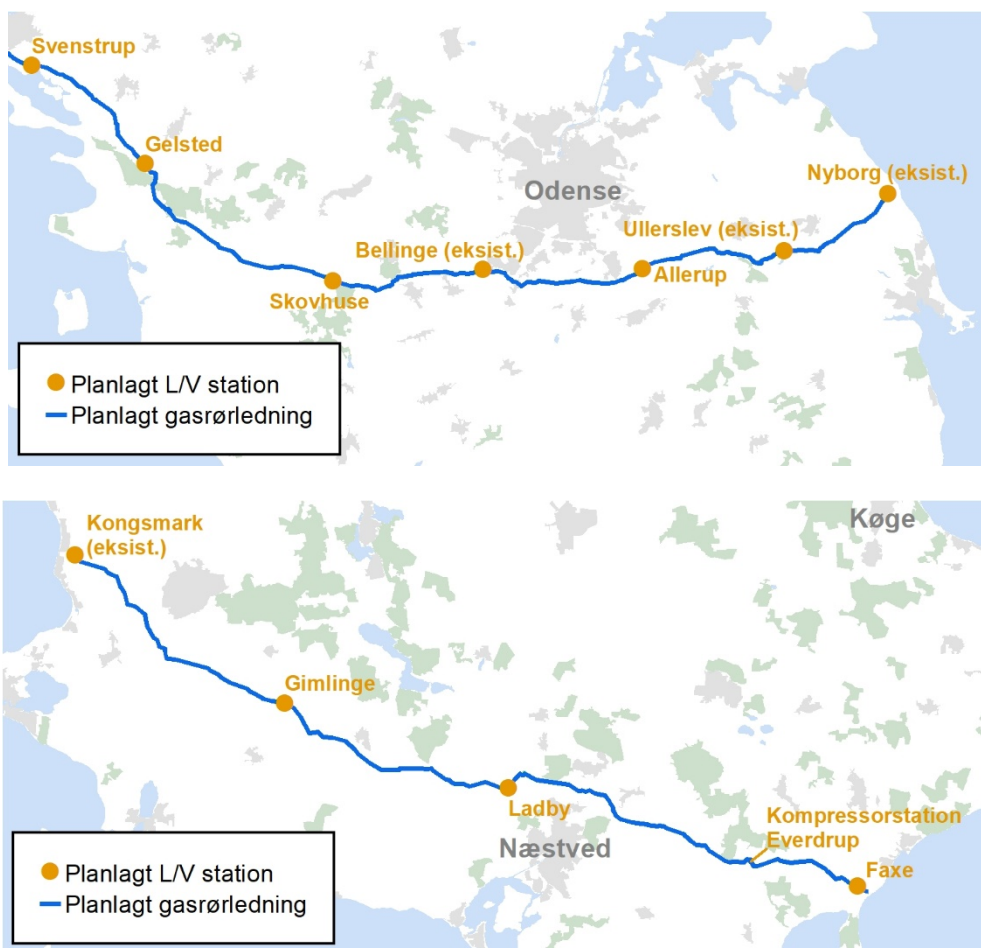 Svenstrup
Gelsted
Odense
Nyborg (eksist.)
Ullerslev (eksist.)
Bellinge (eksist.)
Allerup
Skovhuse
Planlagt L/V station
Planlagt gasrørledning
Kongsmark
(eksist.)
Køge
Gimlinge
Ladby
Kompressorstation
Everdrup
Næstved
Faxe
Planlagt L/V station
Planlagt gasrørledning